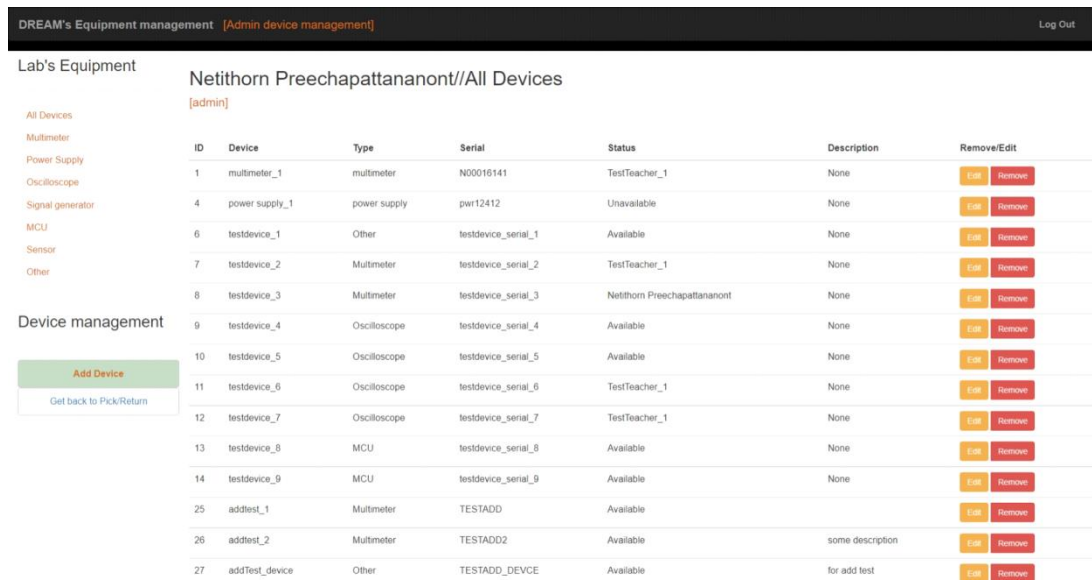 DREAM's Equipment management [Admin device management] Log Out
Lab's Equipment
All Devices
Multimeter
Power Supply
Oscilloscope
Signal generator
MCU
Sensor
Other
Device management
Add Device
Get back to Pick/Return
Netithorn Preechapattananont//All Devices
[admin]
ID Device Type Serial Status Description Remove/Edit
1 multimeter_1 multimeter N00016141 TestTeacher_1 None Edit Remove
4 power supply_1 power supply pwr12412 Unavailable None Edit Remove
6 testdevice_1 Other testdevice_serial_1 Available None Edit Remove
7 testdevice_2 Multimeter testdevice_serial_2 TestTeacher_1 None Edit Remove
8 testdevice_3 Multimeter testdevice_serial_3 Netithorn Preechapattananont None Edit Remove
9 testdevice_4 Oscilloscope testdevice_serial_4 Available None Edit Remove
10 testdevice_5 Oscilloscope testdevice_serial_5 Available None Edit Remove
11 testdevice_6 Oscilloscope testdevice_serial_6 TestTeacher_1 None Edit Remove
12 testdevice_7 Oscilloscope testdevice_serial_7 TestTeacher_1 None Edit Remove
13 testdevice_8 MCU testdevice_serial_8 Available None Edit Remove
14 testdevice_9 MCU testdevice_serial_9 Available None Edit Remove
25 addtest_1 Multimeter TESTADD Available Edit Remove
26 addtest_2 Multimeter TESTADD2 Available some description Edit Remove
27 addTest_device Other TESTADD_DEVCE Available for add test Edit Remove